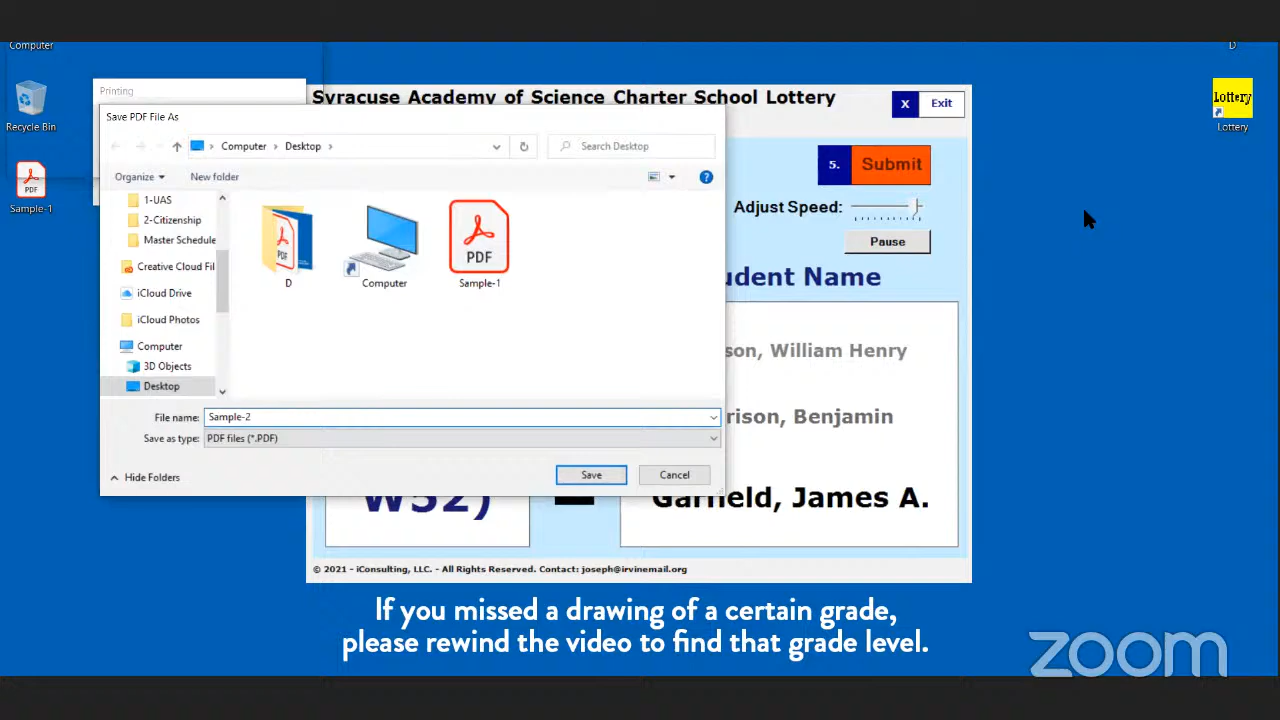 Computer
D
Recycle Bin
Lottery
Lottery
PDF
Sample-1
Printing
Syracuse Academy of Science Charter School Lottery
X Exit
Save PDF File As
Computer > Desktop >
Search Desktop
Organize
New folder
1-UAS
2-Citizenship
Master Schedule
Creative Cloud Fil
iCloud Drive
iCloud Photos
Computer
3D Objects
Desktop
PDF
D
Computer
PDF
Sample-1
File name: Sample-2
Save as type: PDF files (*.PDF)
Hide Folders
Save
Cancel
5. Submit
Adjust Speed:
Pause
udent Name
son, William Henry
rison, Benjamin
W52)
Garfield, James A.
© 2021 - iConsulting, LLC. - All Rights Reserved. Contact: joseph@irvinemail.org
If you missed a drawing of a certain grade,
please rewind the video to find that grade level.
zoom